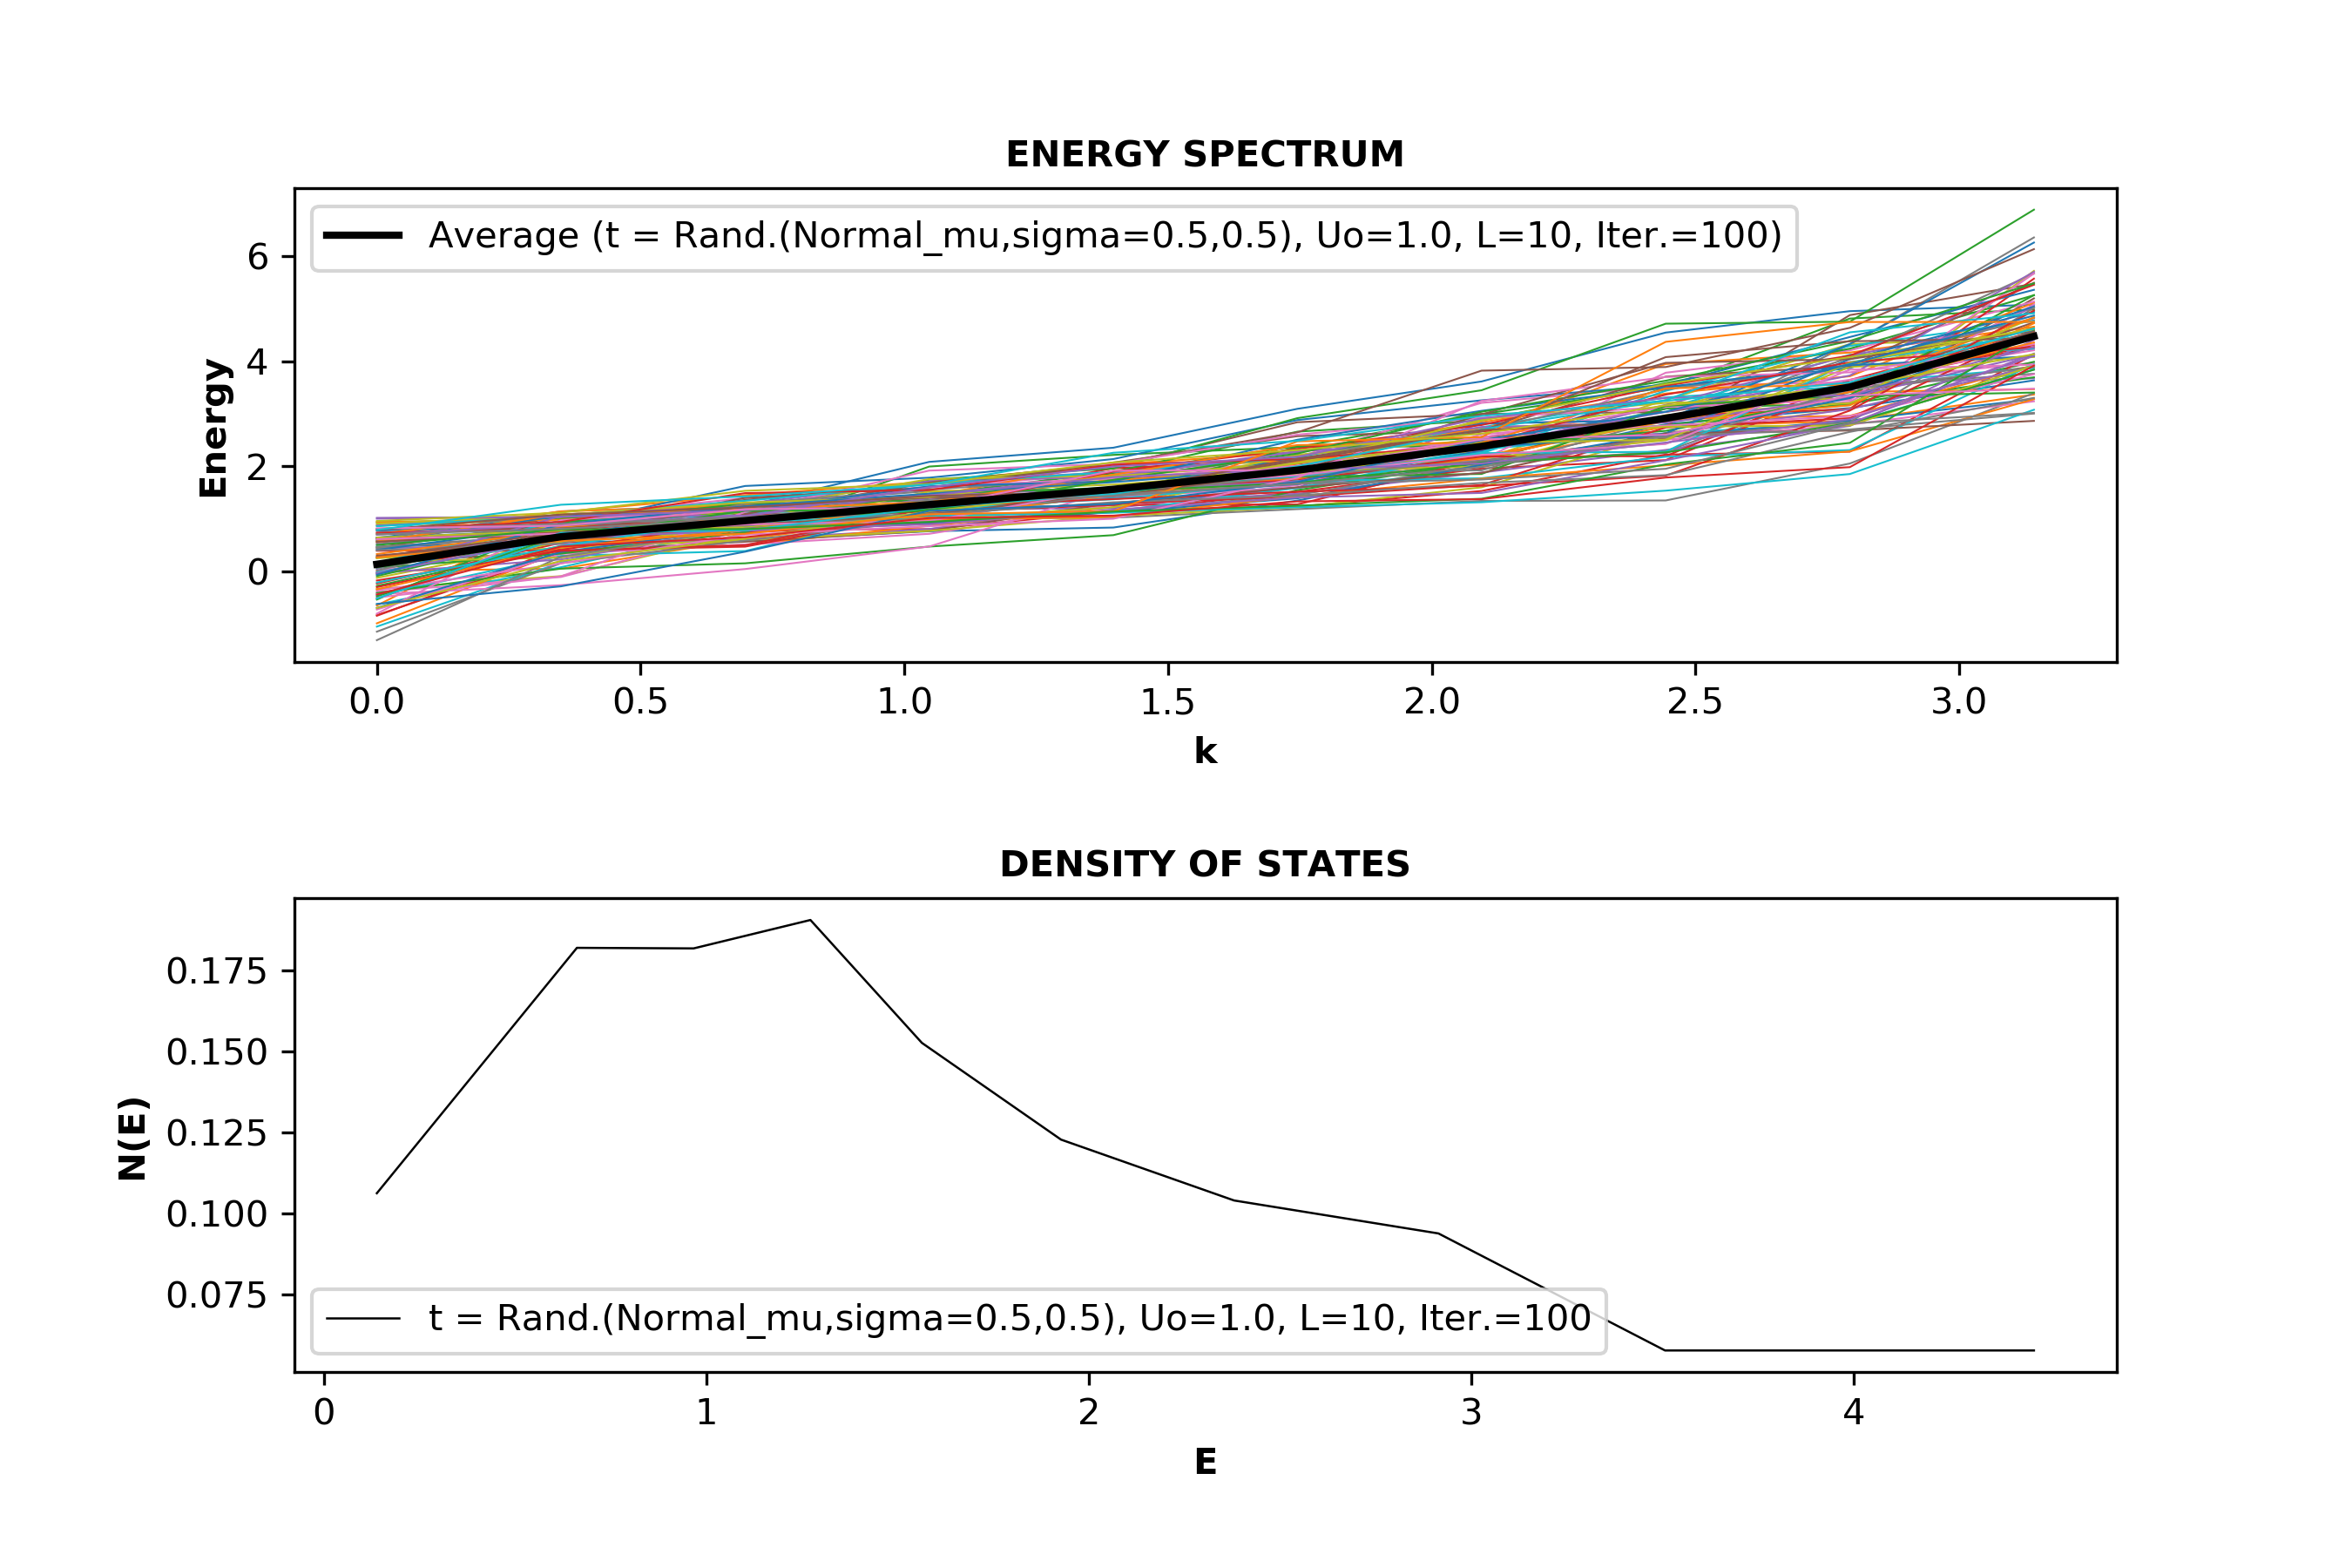 ENERGY SPECTRUM
Average (t = Rand.(Normal_mu,sigma=0.5,0.5), Uo=1.0, L=10, Iter.=100)
Energy
6
4
2
0
0.0 0.5 1.0 1.5 2.0 2.5 3.0
k
DENSITY OF STATES
N(E)
0.175
0.150
0.125
0.100
0.075
t = Rand.(Normal_mu,sigma=0.5,0.5), Uo=1.0, L=10, Iter.=100
0 1 2 3 4
E